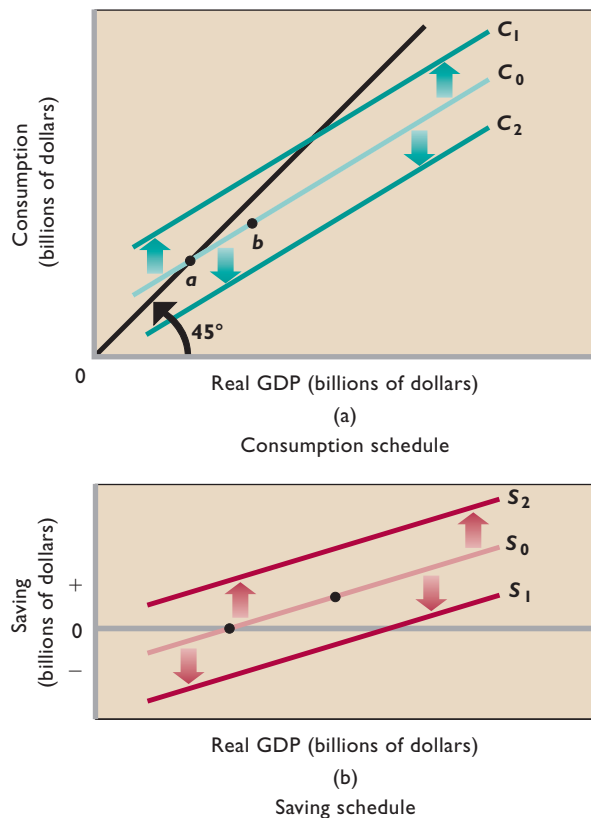 C1
C0
C2
Consumption
(billions of dollars)
b
a
45°
0
Real GDP (billions of dollars)
(a)
Consumption schedule
S2
S0
S1
Saving
(billions of dollars)
+
0
−
Real GDP (billions of dollars)
(b)
Saving schedule